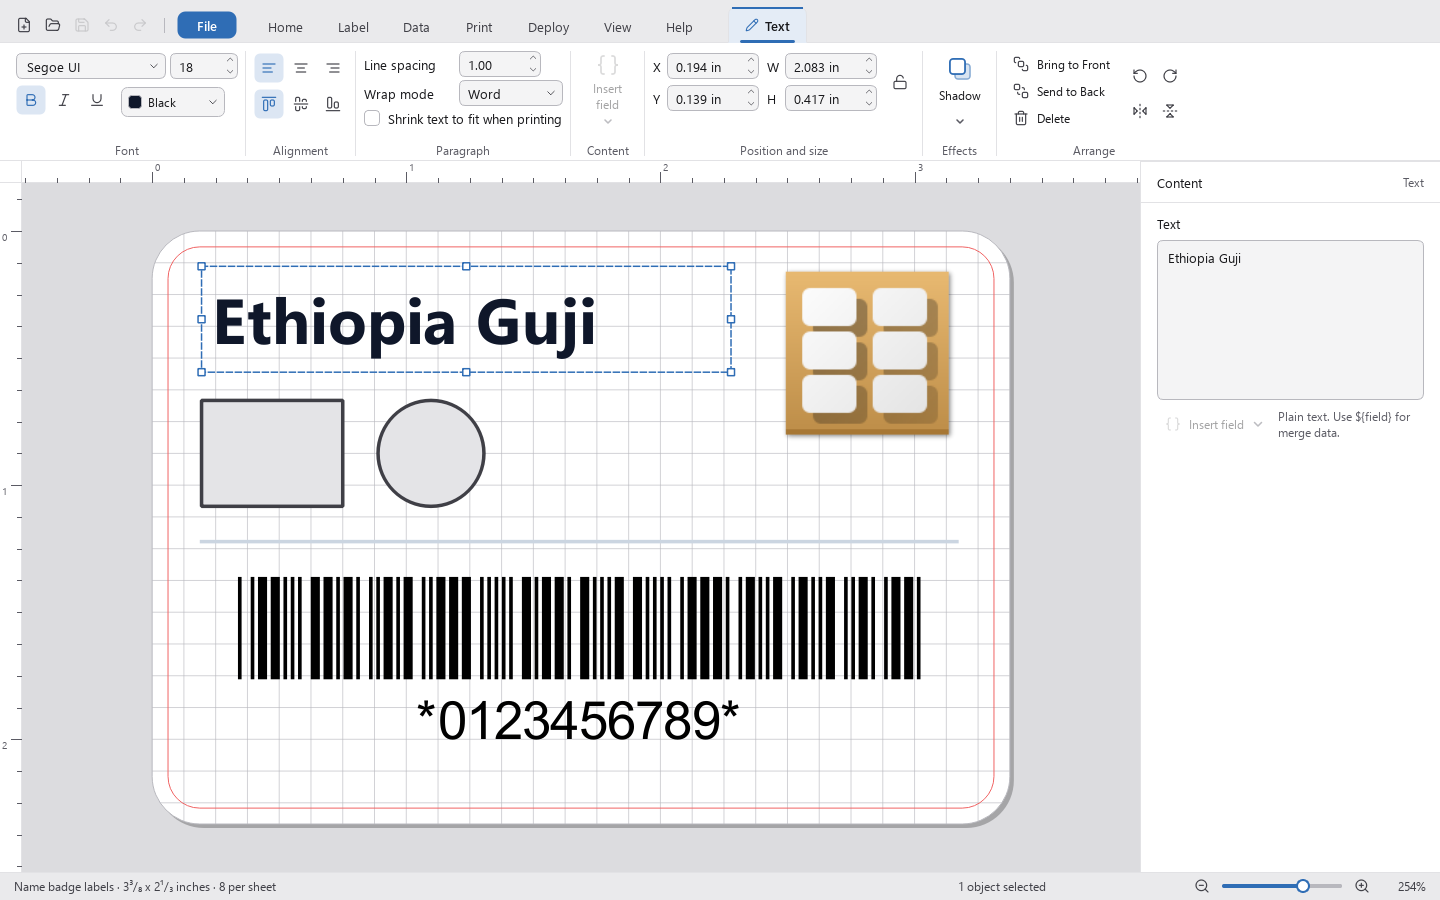 File
Home
Label
Data
Print
Deploy
View
Help
Text
Segoe UI
18
Black
Font
Alignment
Line spacing
1.00
Wrap mode
Word
Shrink text to fit when printing
Paragraph
Insert
field
Content
X
0.194 in
W
2.083 in
Y
0.139 in
H
0.417 in
Position and size
Shadow
Effects
Bring to Front
Send to Back
Delete
Arrange
0
1
2
3
0
1
2
Ethiopia Guji
*0123456789*
Content
Text
Text
Ethiopia Guji
Insert field
Plain text. Use ${field} for
merge data.
Name badge labels · 3³/₈ x 2¹/₃ inches · 8 per sheet
1 object selected
254%